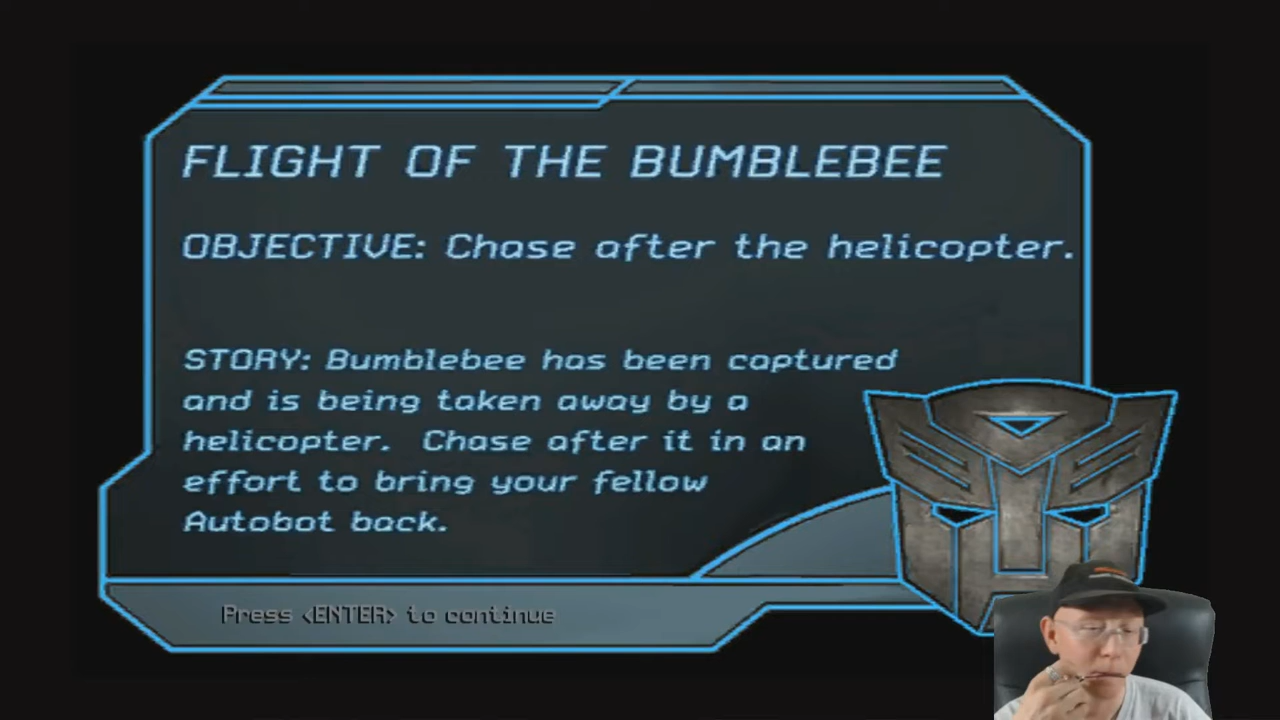 FLIGHT OF THE BUMBLEBEE
OBJECTIVE: Chase after the helicopter.
STORY: Bumblebee has been captured
and is being taken away by a
helicopter. Chase after it in an
effort to bring your fellow
Autobot back.
Press <ENTER> to continue